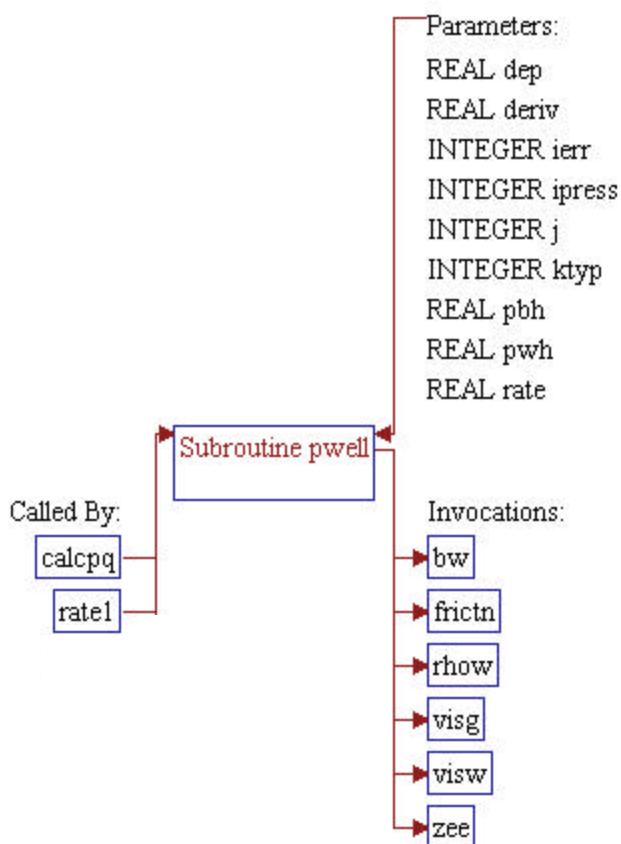 Parameters:
REAL dep
REAL deriv
INTEGER ierr
INTEGER ipress
INTEGER j
INTEGER ktyp
REAL pbh
REAL pwh
REAL rate
Subroutine pwell
Called By:
calcpq
rate1
Invocations:
bw
frictn
rhow
visg
visw
zee